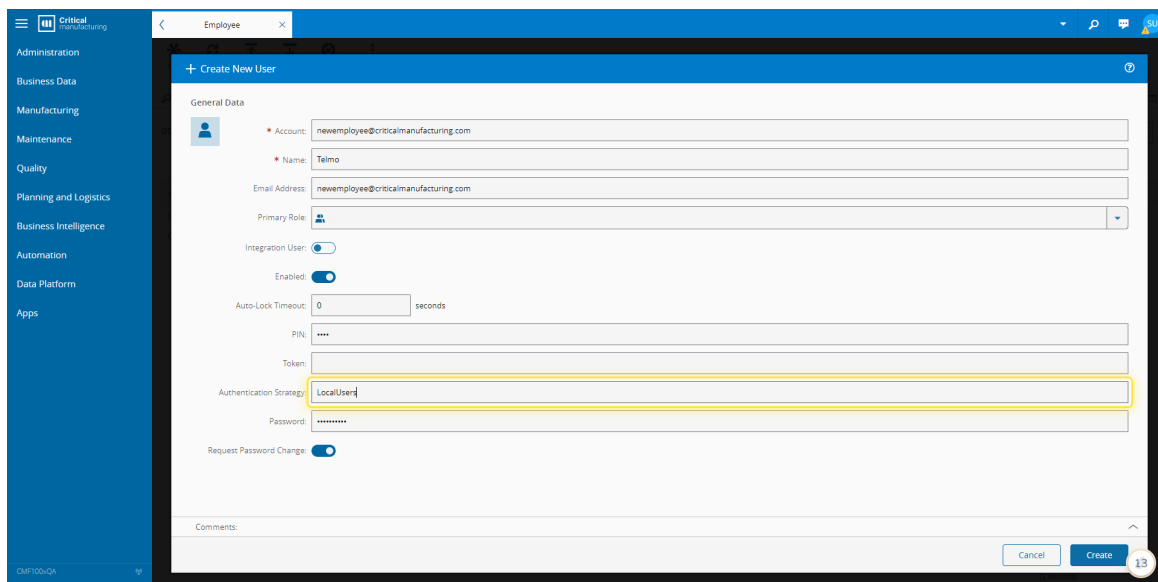 Critical
manufacturing
Employee
SU
Administration
Business Data
Manufacturing
Maintenance
Quality
Planning and Logistics
Business Intelligence
Automation
Data Platform
Apps
CMF100xQA
+ Create New User
General Data
* Account: newemployee@criticalmanufacturing.com
* Name: Telmo
Email Address: newemployee@criticalmanufacturing.com
Primary Role:
Integration User:
Enabled:
Auto-Lock Timeout: 0 seconds
PIN: ••••
Token:
Authentication Strategy: LocalUsers
Password: ••••••••••
Request Password Change:
Comments:
Cancel Create
13